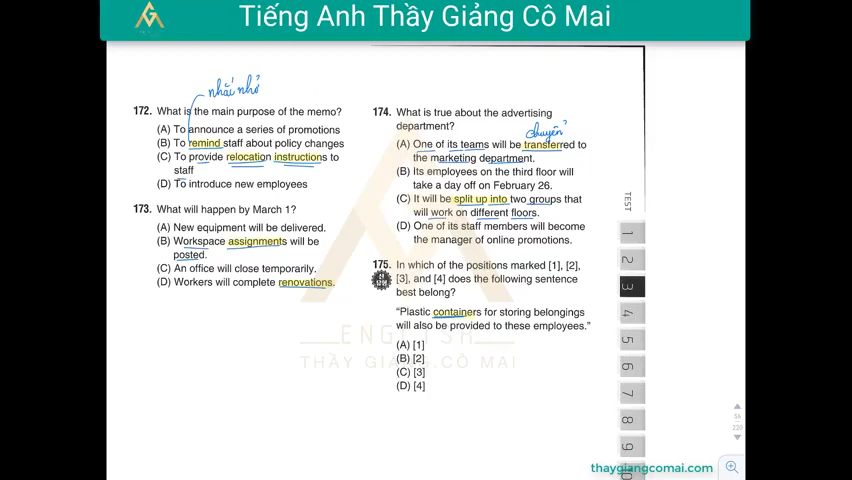 Tiếng Anh Thầy Giảng Cô Mai
nhắc nhở
172. What is the main purpose of the memo?
(A) To announce a series of promotions
(B) To remind staff about policy changes
(C) To provide relocation instructions to
staff
(D) To introduce new employees
173. What will happen by March 1?
(A) New equipment will be delivered.
(B) Workspace assignments will be
posted.
(C) An office will close temporarily.
(D) Workers will complete renovations.
174. What is true about the advertising
department?
chuyển
(A) One of its teams will be transferred to
the marketing department.
(B) Its employees on the third floor will
take a day off on February 26.
(C) It will be split up into two groups that
will work on different floors.
(D) One of its staff members will become
the manager of online promotions.
175. In which of the positions marked [1], [2],
[3], and [4] does the following sentence
best belong?
“Plastic containers for storing belongings
will also be provided to these employees.”
(A) [1]
(B) [2]
(C) [3]
(D) [4]
ENGLISH
THẦY GIẢNG.CÔ MAI
TEST
1
2
3
4
5
6
7
8
9
10
56
220
thaygiangcomai.com